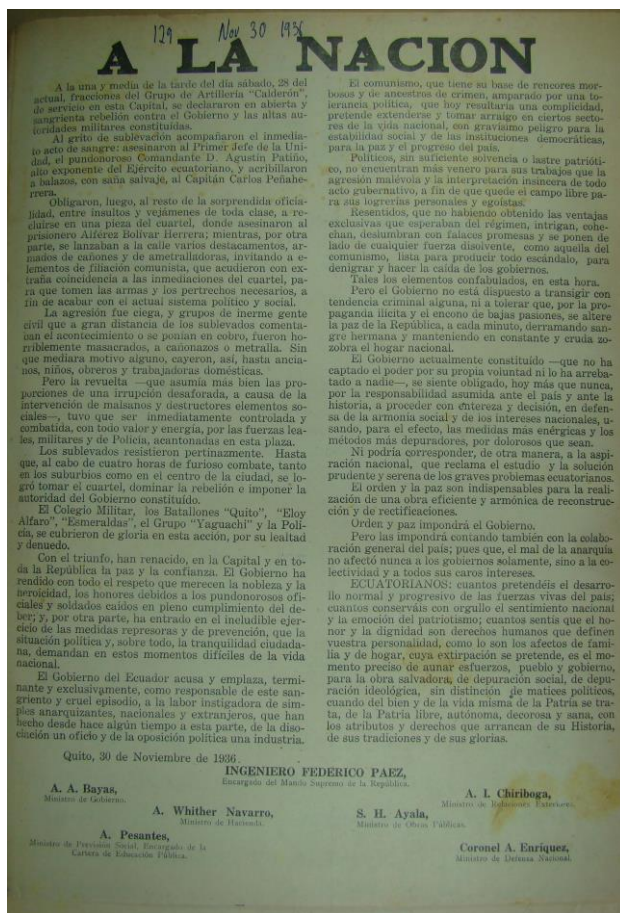 129 Nov 30 1936
A LA NACION
A la una y media de la tarde del día sábado, 28 del
actual, fracciones del Grupo de Artillería "Calderón",
de servicio en esta Capital, se declararon en abierta y
sangrienta rebelión contra el Gobierno y las altas au-
toridades militares constituídas.
Al grito de sublevación acompañaron el inmedia-
to acto de sangre: asesinaron al Primer Jefe de la Uni-
dad, el pundonoroso Comandante D. Agustín Patiño,
alto exponente del Ejército ecuatoriano, y acribillaron
a balazos, con saña salvaje, al Capitán Carlos Peñahe-
rrera.
Obligaron, luego, al resto de la sorprendida oficia-
lidad, entre insultos y vejámenes de toda clase, a re-
cluirse en una pieza del cuartel, donde asesinaron al
prisionero Alférez Bolívar Herrera; mientras, por otra
parte, se lanzaban a la calle varios destacamentos, ar-
mados de cañones y de ametralladoras, invitando a e-
lementos de filiación comunista, que acudieron con ex-
traña coincidencia a las inmediaciones del cuartel, pa-
ra que tomen las armas y los pertrechos necesarios, a
fin de acabar con el actual sistema político y social.
La agresión fue ciega, y grupos de inerme gente
civil que a gran distancia de los sublevados comenta-
ban el acontecimiento o se ponían en cobro, fueron ho-
rriblemente masacrados, a cañonazos o metralla. Sin
que mediara motivo alguno, cayeron, así, hasta ancia-
nos, niños, obreros y trabajadoras domésticas.
Pero la revuelta —que asumía más bien las pro-
porciones de una irrupción desaforada, a causa de la
intervención de maisanos y destructores elementos so-
ciales—, tuvo que ser inmediatamente controlada y
combatida, con todo valor y energía, por las fuerzas lea-
les, militares y de Policía, acantonadas en esta plaza.
Los sublevados resistieron pertinazmente. Hasta
que, al cabo de cuatro horas de furioso combate, tanto
en los suburbios como en el centro de la ciudad, se lo-
gró tomar el cuartel, dominar la rebelión e imponer la
autoridad del Gobierno constituído.
El Colegio Militar, los Batallones "Quito", "Eloy
Alfaro", "Esmeraldas", el Grupo "Yaguachi" y la Poli-
cía, se cubrieron de gloria en esta acción, por su lealtad
y denuedo.
Con el triunfo, han renacido, en la Capital y en to-
da la República la paz y la confianza. El Gobierno ha
rendido con todo el respeto que merecen la nobleza y la
heroicidad, los honores debidos a los pundonorosos ofi-
ciales y soldados caídos en pleno cumplimiento del de-
ber; y, por otra parte, ha entrado en el ineludible ejer-
cicio de las medidas represoras y de prevención, que la
situación política y, sobre todo, la tranquilidad ciudada-
na, demandan en estos momentos difíciles de la vida
nacional.
El Gobierno del Ecuador acusa y emplaza, termi-
nante y exclusivamente, como responsable de este san-
griento y cruel episodio, a la labor instigadora de sim-
ples anarquizantes, nacionales y extranjeros, que han
hecho desde hace algún tiempo a esta parte, de la diso-
ciación un oficio y de la oposición política una industria.
El comunismo, que tiene su base de rencores mor-
bosos y de ancestros de crimen, amparado por una to-
lerancia política, que hoy resultaría una complicidad,
pretende extenderse y tomar arraigo en ciertos secto-
res de la vida nacional, con gravísimo peligro para la
estabilidad social y de las instituciones democráticas,
para la paz y el progreso del país.
Políticos, sin suficiente solvencia o lastre patrióti-
co, no encuentran más venero para sus trabajos que la
agresión malévola y la interpretación insincera de todo
acto gubernativo, a fin de que quede el campo libre pa-
ra sus logrerías personales y egoístas.
Resentidos, que no habiendo obtenido las ventajas
exclusivas que esperaban del régimen, intrigan, cohe-
chan, deslumbran con falaces promesas y se ponen de
lado de cualquier fuerza disolvente, como aquella del
comunismo, lista para producir todo escándalo, para
denigrar y hacer la caída de los gobiernos.
Tales los elementos confabulados, en esta hora.
Pero el Gobierno no está dispuesto a transigir con
tendencia criminal alguna, ni a tolerar que, por la pro-
paganda ilícita y el encono de bajas pasiones, se altere
la paz de la República, a cada minuto, derramando san-
gre hermana y manteniendo en constante y cruda zo-
zobra el hogar nacional.
El Gobierno actualmente constituído —que no ha
captado el poder por su propia voluntad ni lo ha arreba-
tado a nadie—, se siente obligado, hoy más que nunca,
por la responsabilidad asumida ante el país y ante la
historia, a proceder con entereza y decisión, en defen-
sa de la armonía social y de los intereses nacionales, u-
sando, para el efecto, las medidas más enérgicas y los
métodos más depuradores, por dolorosos que sean.
Ni podría corresponder, de otra manera, a la aspi-
ración nacional, que reclama el estudio y la solución
prudente y serena de los graves problemas ecuatorianos.
El orden y la paz son indispensables para la reali-
zación de una obra eficiente y armónica de reconstruc-
ción y de rectificaciones.
Orden y paz impondrá el Gobierno.
Pero las impondrá contando también con la colabo-
ración general del país; pues que, el mal de la anarquía
no afectó nunca a los gobiernos solamente, sino a la co-
lectividad y a todos sus caros intereses.
ECUATORIANOS: cuantos pretendéis el desarro-
llo normal y progresivo de las fuerzas vivas del país;
cuantos conserváis con orgullo el sentimiento nacional
y la emoción del patriotismo; cuantos sentís que el ho-
nor y la dignidad son derechos humanos que definen
vuestra personalidad, como lo son los afectos de fami-
lia y de hogar, cuya extirpación se pretende, es el mo-
mento preciso de aunar esfuerzos, pueblo y gobierno,
para la obra salvadora, de depuración social, de depu-
ración ideológica, sin distinción de matices políticos,
cuando del bien y de la vida misma de la Patria se tra-
ta, de la Patria libre, autónoma, decorosa y sana, con
los atributos y derechos que arrancan de su Historia,
de sus tradiciones y de sus glorias.
Quito, 30 de Noviembre de 1936.
INGENIERO FEDERICO PAEZ,
Encargado del Mando Supremo de la República.
A. A. Bayas,
Ministro de Gobierno.
A. I. Chiriboga,
Ministro de Relaciones Exteriores.
A. Whither Navarro,
Ministro de Hacienda.
S. H. Ayala,
Ministro de Obras Públicas.
A. Pesantes,
Ministro de Previsión Social, Encargado de la
Cartera de Educación Pública.
Coronel A. Enríquez,
Ministro de Defensa Nacional.